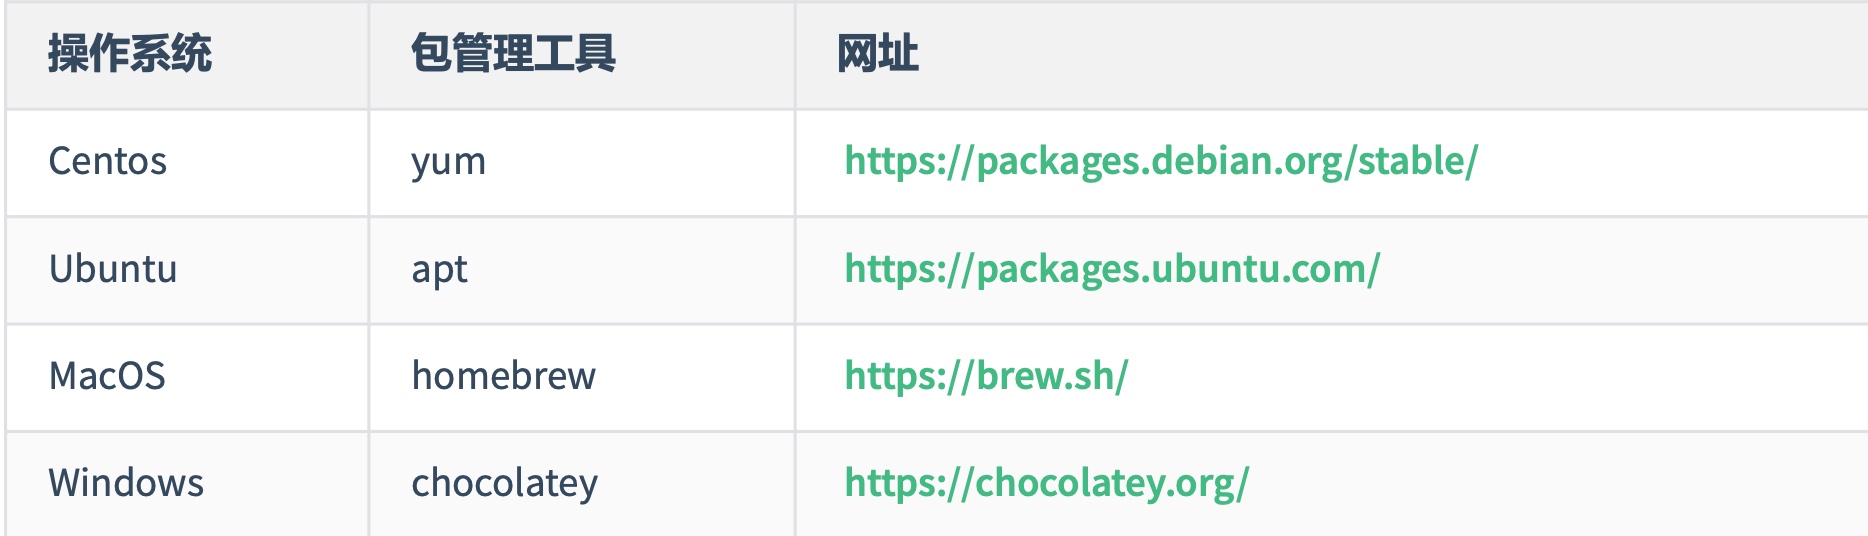 操作系统 包管理工具 网址
Centos yum https://packages.debian.org/stable/
Ubuntu apt https://packages.ubuntu.com/
MacOS homebrew https://brew.sh/
Windows chocolatey https://chocolatey.org/